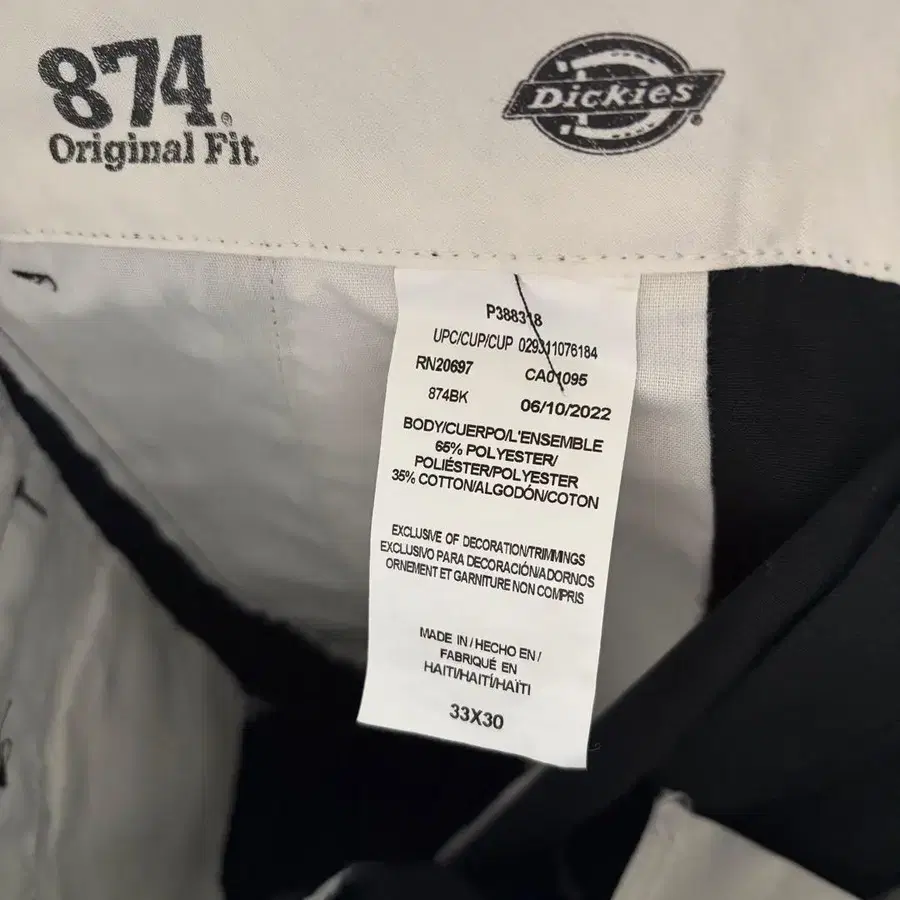 874®
Original Fit
Dickies®
P388318
UPC/CUP/CUP 029311076184
RN20697 CA01095
874BK 06/10/2022
BODY/CUERPO/L'ENSEMBLE
65% POLYESTER/
POLIÉSTER/POLYESTER
35% COTTON/ALGODÓN/COTON
EXCLUSIVE OF DECORATION/TRIMMINGS
EXCLUSIVO PARA DECORACIÓN/ADORNOS
ORNEMENT ET GARNITURE NON COMPRIS
MADE IN / HECHO EN /
FABRIQUÉ EN
HAITI/HAITÍ/HAÏTI
33X30